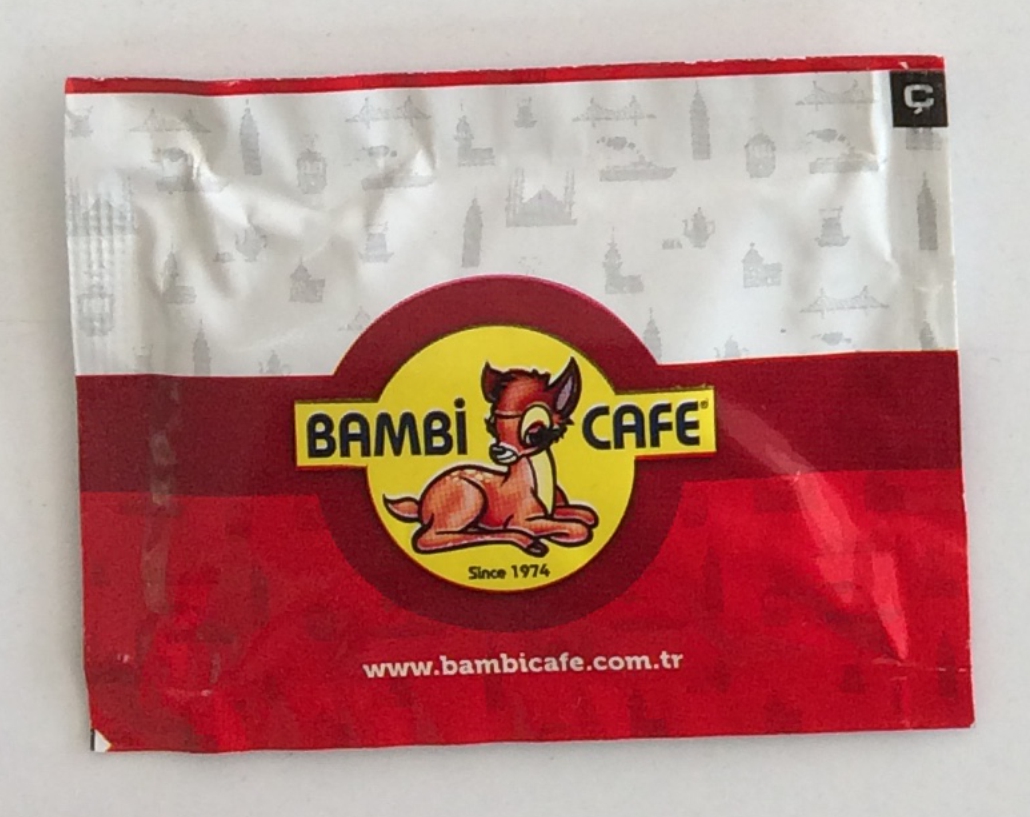 Ç
BAMBİ CAFE®
Since 1974
www.bambicafe.com.tr